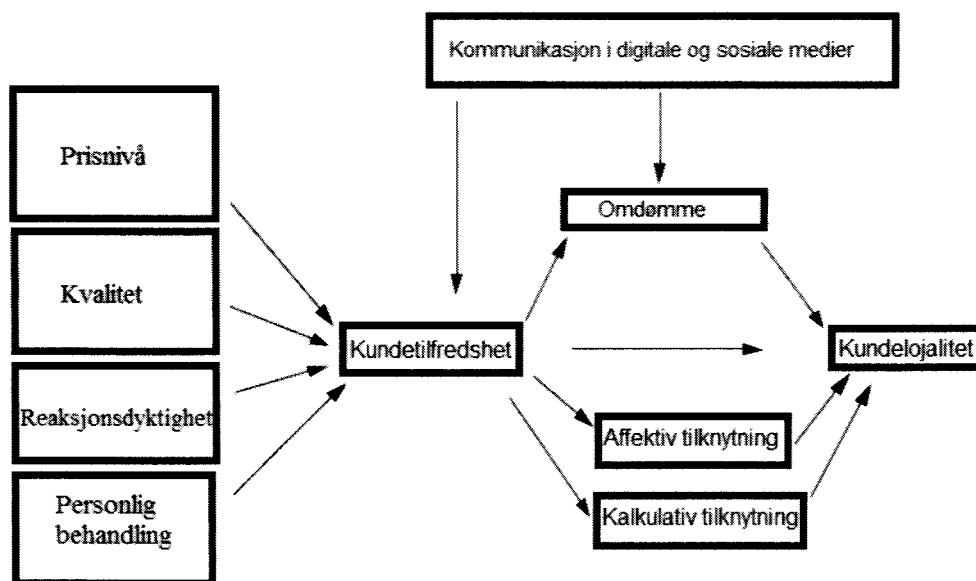 Kommunikasjon i digitale og sosiale medier
Prisnivå
Omdømme
Kvalitet
Kundetilfredshet
Kundelojalitet
Reaksjonsdyktighet
Affektiv tilknytning
Kalkulativ tilknytning
Personlig
behandling